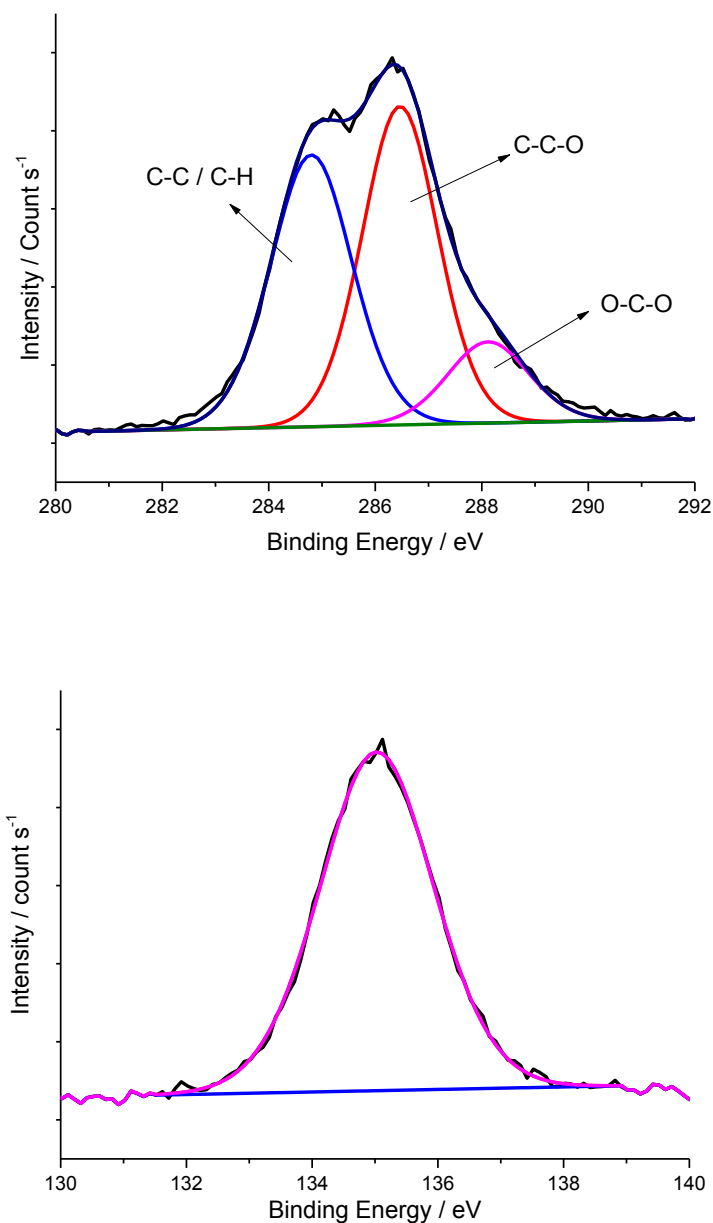 Intensity / Count s⁻¹
C-C / C-H
C-C-O
O-C-O
280 282 284 286 288 290 292
Binding Energy / eV
Intensity / count s⁻¹
130 132 134 136 138 140
Binding Energy / eV